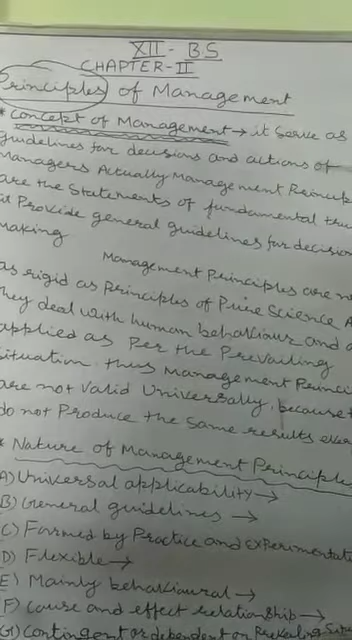 XII - BS
CHAPTER-II
Principles of Management
* Concept of Management → it Serve as
guidelines for decisions and actions of
Managers Actually Management
are the Statements of fundamental
it Provide general guidelines for decision
Making
Management Principles are
as rigid as Principles of Pure Science
they deal with human behaviour and
applied as Per the Prevailing
situation. thus Management
are not valid Universally, because
do not Produce the same results
* Nature of Management Principle
A) Universal applicability →
B) General guidelines →
C) Formed by Practice and
D) Flexible →
E) Mainly behavioural →
F) cause and effect relationship →
G) Contingent or dependent on